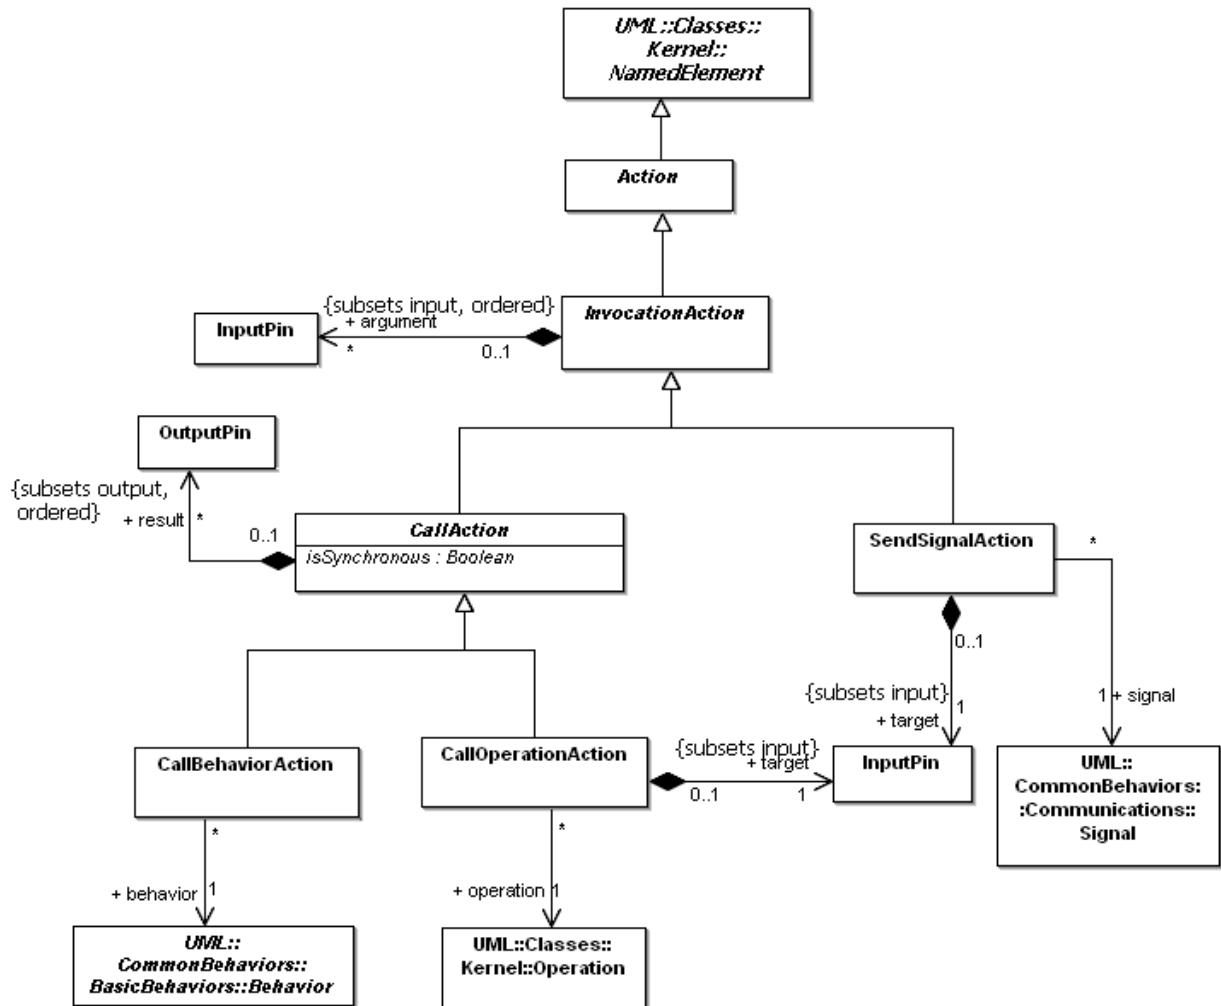 UML::Classes::
Kernel::
NamedElement
Action
{subsets input, ordered}
InvocationAction
+ argument
InputPin
*
0..1
OutputPin
{subsets output,
ordered}
+ result
*
0..1
CallAction
isSynchronous : Boolean
SendSignalAction
*
0..1
{subsets input}
1
+ target
1 + signal
CallBehaviorAction
CallOperationAction
{subsets input}
+ target
0..1
1
InputPin
UML::
CommonBehaviors:
:Communications::
Signal
*
+ behavior
1
*
+ operation 1
UML::
CommonBehaviors::
BasicBehaviors::Behavior
UML::Classes::
Kernel::Operation